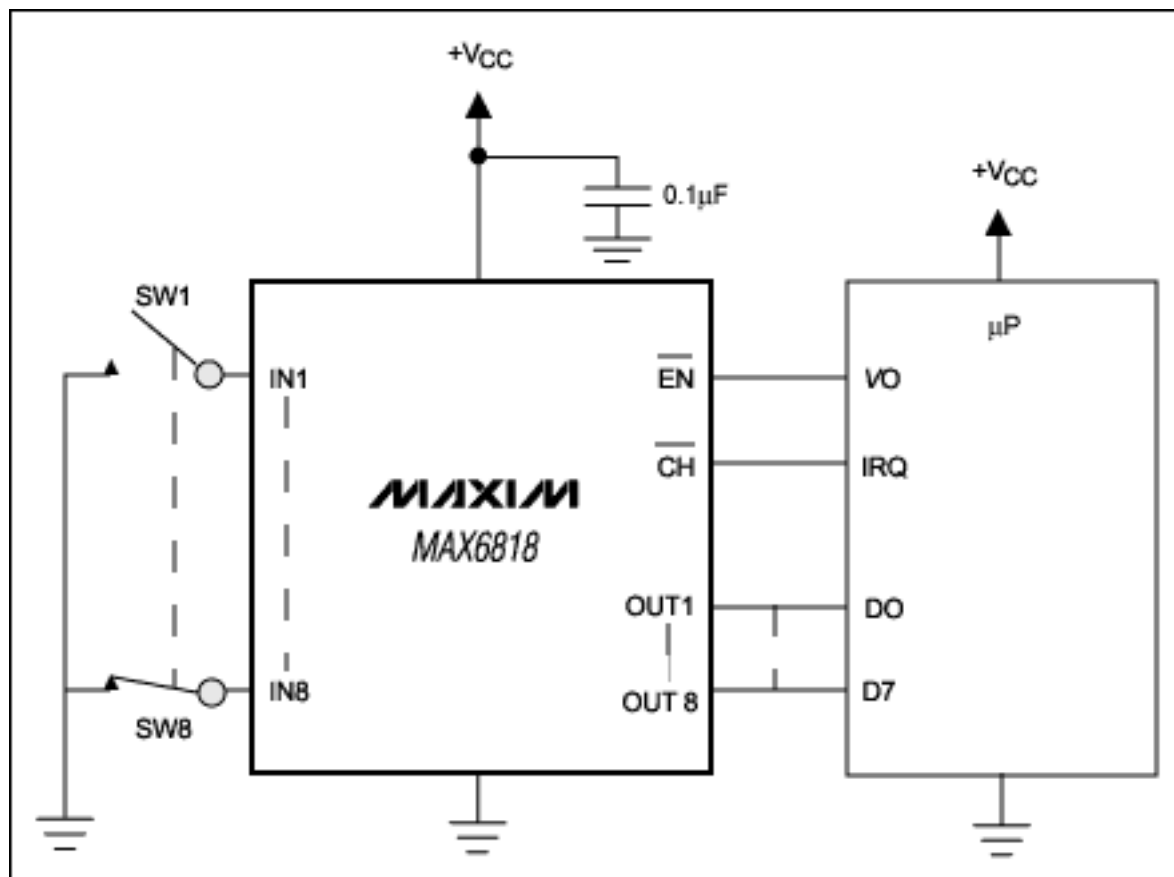 +VCC
0.1µF
+VCC
SW1
µP
IN1
EN
VO
CH
IRQ
MAXIM
MAX6818
OUT1
DO
IN8
OUT 8
D7
SW8